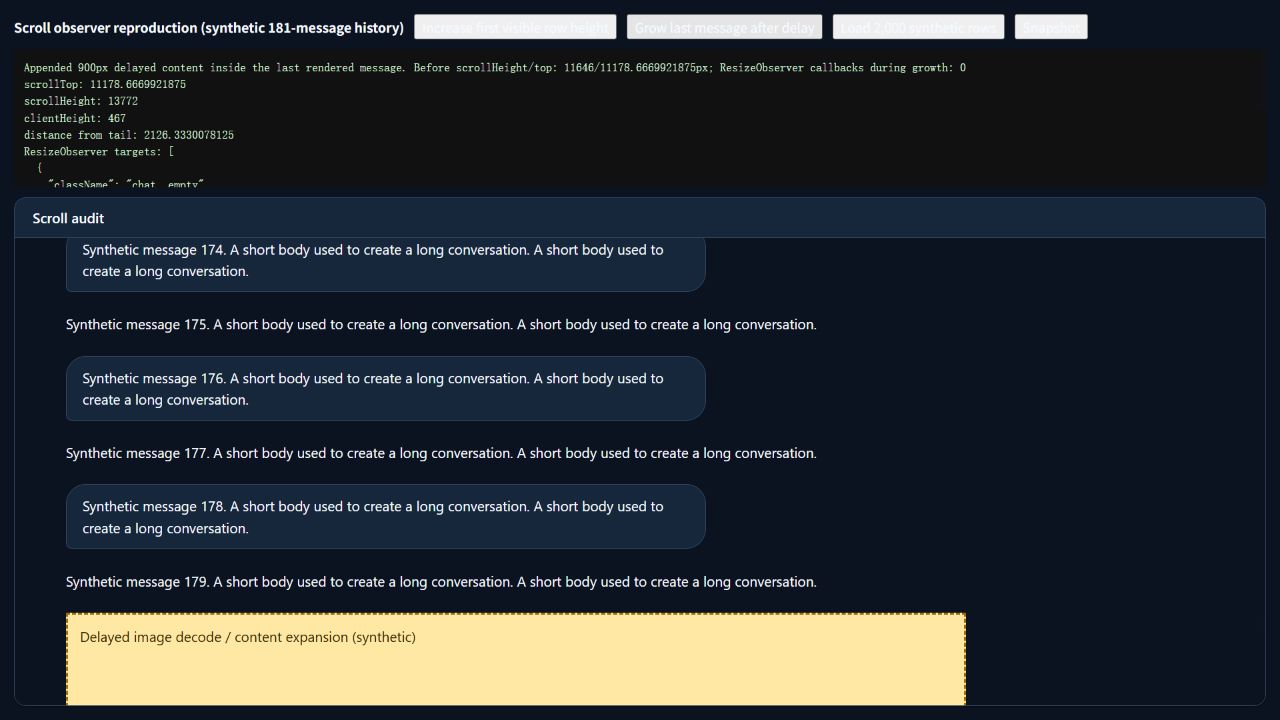 Scroll observer reproduction (synthetic 181-message history)
Increase first visible row height
Grow last message after delay
Load 2,000 synthetic rows
Snapshot
Appended 900px delayed content inside the last rendered message. Before scrollHeight/top: 11646/11178.6669921875px; ResizeObserver callbacks during growth: 0
scrollTop: 11178.6669921875
scrollHeight: 13772
clientHeight: 467
distance from tail: 2126.3330078125
ResizeObserver targets: [
{
"className": "chat__empty"
Scroll audit
Synthetic message 174. A short body used to create a long conversation. A short body used to
create a long conversation.
Synthetic message 175. A short body used to create a long conversation. A short body used to create a long conversation.
Synthetic message 176. A short body used to create a long conversation. A short body used to
create a long conversation.
Synthetic message 177. A short body used to create a long conversation. A short body used to create a long conversation.
Synthetic message 178. A short body used to create a long conversation. A short body used to
create a long conversation.
Synthetic message 179. A short body used to create a long conversation. A short body used to create a long conversation.
Delayed image decode / content expansion (synthetic)